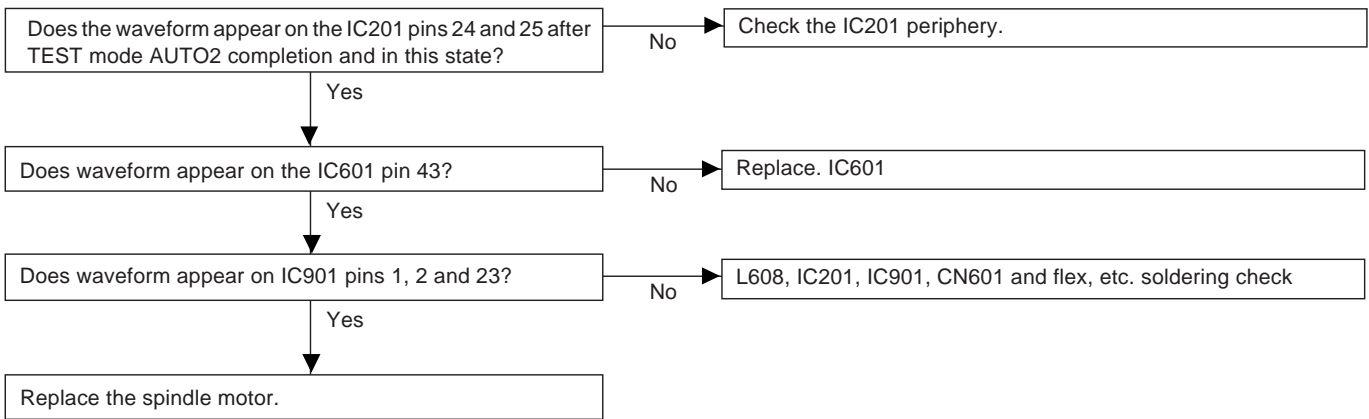 Does the waveform appear on the IC201 pins 24 and 25 after
TEST mode AUTO2 completion and in this state?
No
Check the IC201 periphery.
Yes
Does waveform appear on the IC601 pin 43?
No
Replace. IC601
Yes
Does waveform appear on IC901 pins 1, 2 and 23?
No
L608, IC201, IC901, CN601 and flex, etc. soldering check
Yes
Replace the spindle motor.